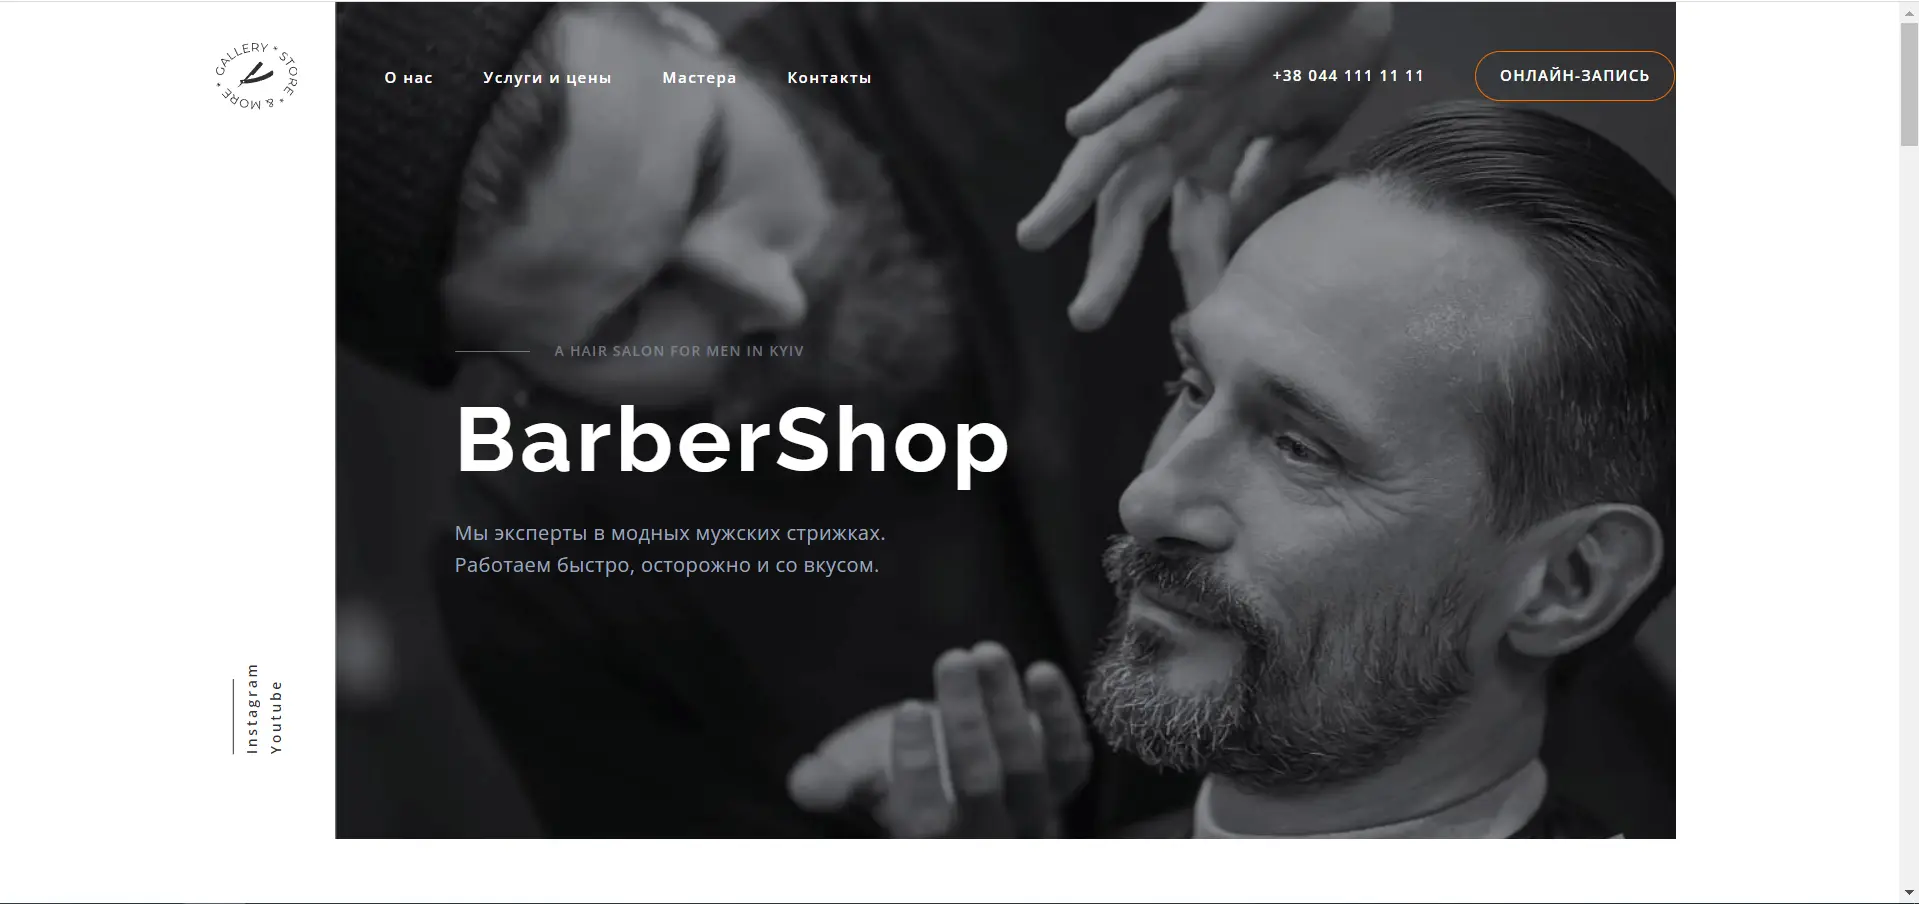 GALLERY * STORE * & MORE *
О нас
Услуги и цены
Мастера
Контакты
+38 044 111 11 11
ОНЛАЙН-ЗАПИСЬ
A HAIR SALON FOR MEN IN KYIV
BarberShop
Мы эксперты в модных мужских стрижках.
Работаем быстро, осторожно и со вкусом.
Instagram
Youtube